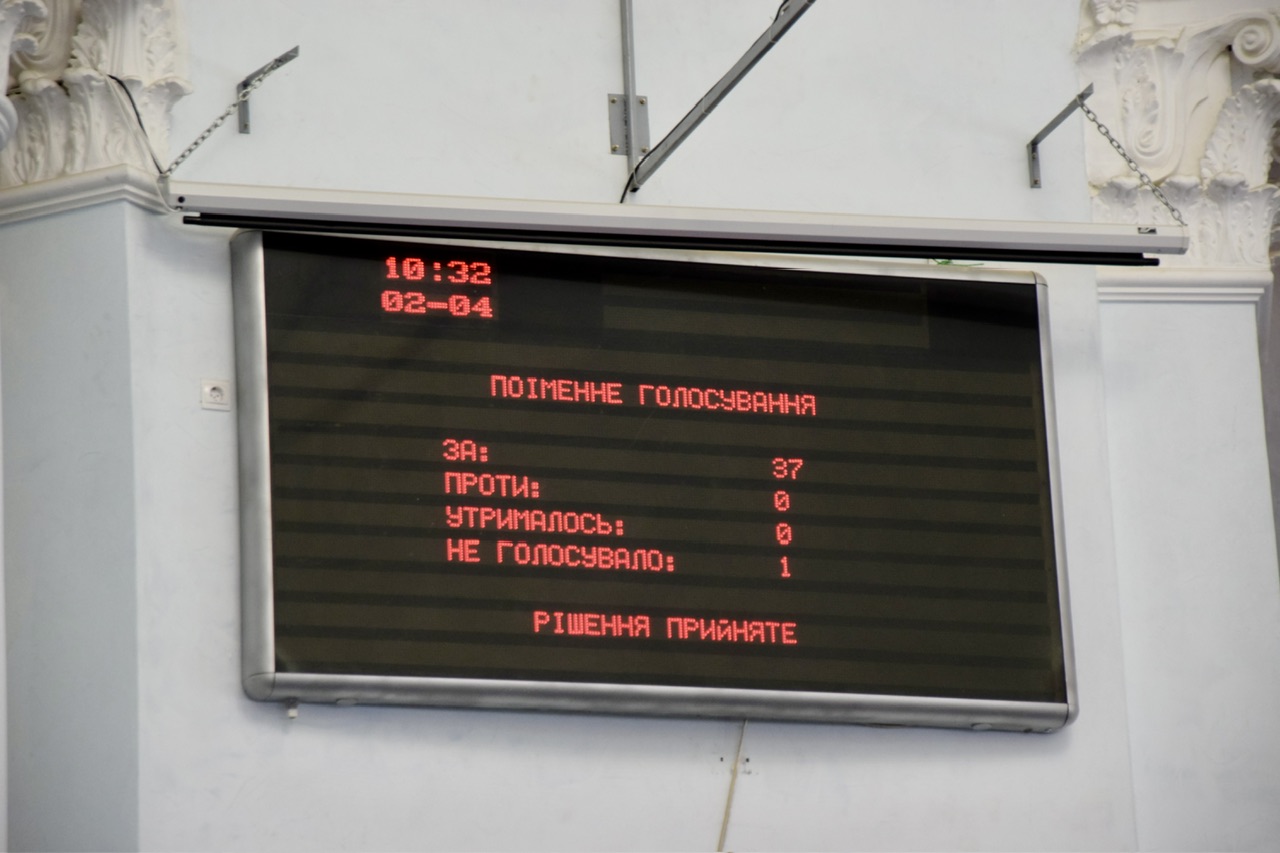 10:32
02-04
ПОІМЕННЕ ГОЛОСУВАННЯ
ЗА: 37
ПРОТИ: 0
УТРИМАЛОСЬ: 0
НЕ ГОЛОСУВАЛО: 1
РІШЕННЯ ПРИЙНЯТЕ